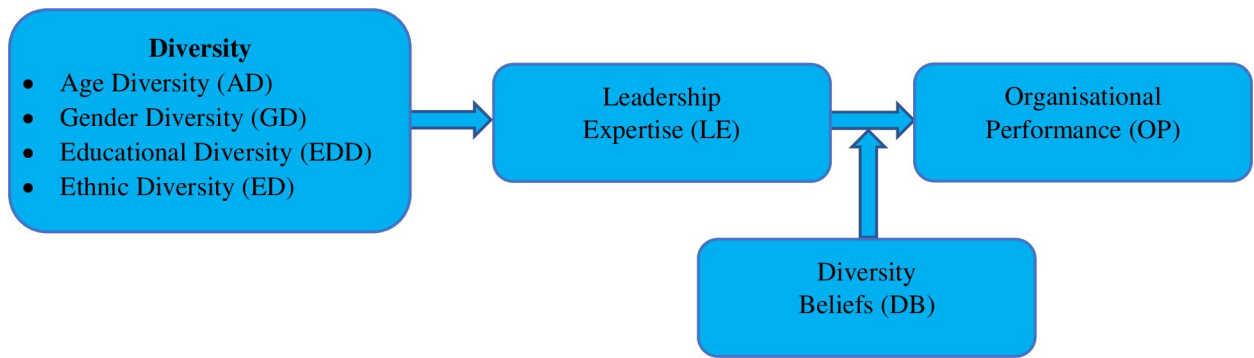 Diversity
• Age Diversity (AD)
• Gender Diversity (GD)
• Educational Diversity (EDD)
• Ethnic Diversity (ED)
Leadership
Expertise (LE)
Organisational
Performance (OP)
Diversity
Beliefs (DB)